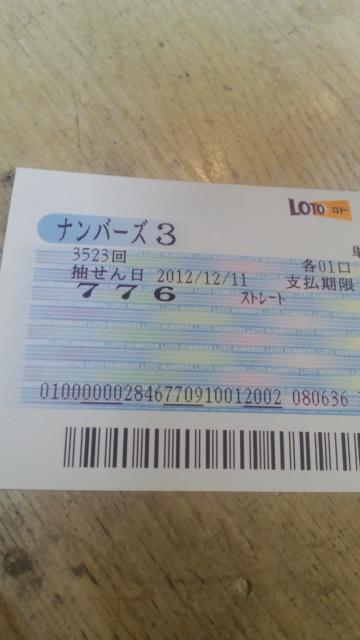 LOTO ロト
ナンバーズ3
3523回 各01口
抽せん日 2012/12/11 支払期限
776 ストレート
0100000002846770910012002 080636